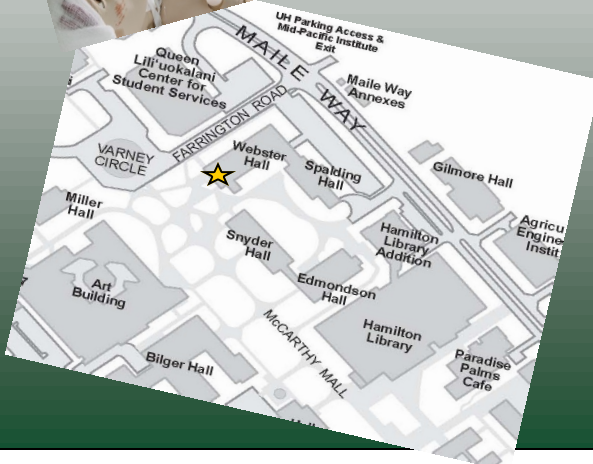 UH Parking Access &
Mid-Pacific Institute
Exit
MAILE WAY
Queen
Lili'uokalani
Center for
Student Services
Maile Way
Annexes
FARRINGTON ROAD
VARNEY
CIRCLE
Webster
Hall
Spalding
Hall
Gilmore Hall
Miller
Hall
Agricu
Engine
Instit
Snyder
Hall
Hamilton
Library
Addition
Art
Building
Edmondson
Hall
McCARTHY MALL
Hamilton
Library
Bilger Hall
Paradise
Palms
Cafe